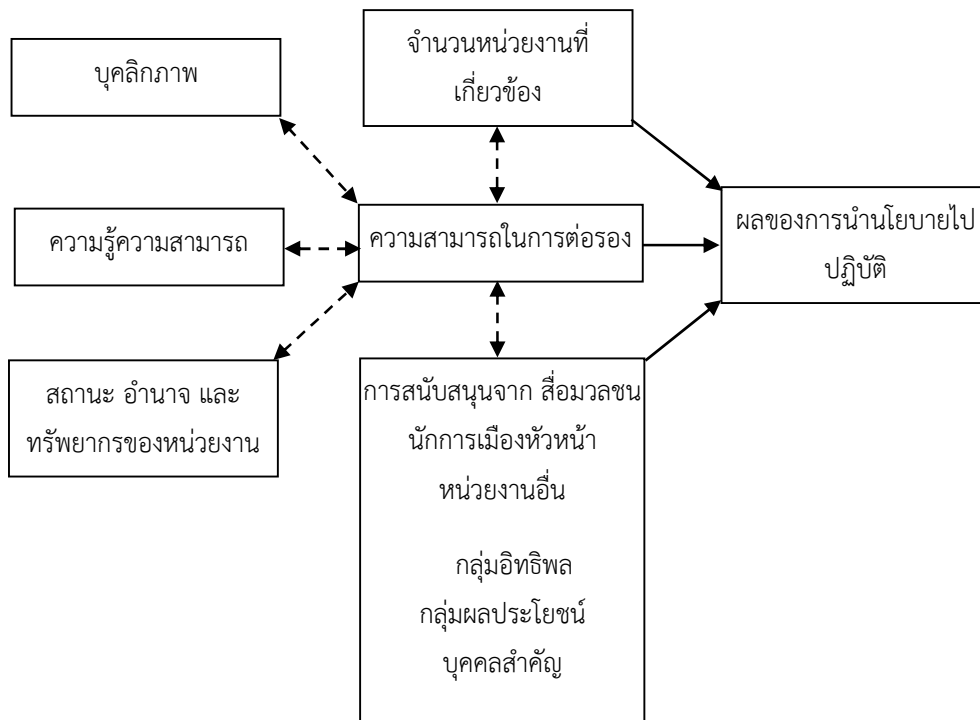 บุคลิกภาพ
จำนวนหน่วยงานที่
เกี่ยวข้อง
ความรู้ความสามารถ
ความสามารถในการต่อรอง
ผลของการนำนโยบายไป
ปฏิบัติ
สถานะ อำนาจ และ
ทรัพยากรของหน่วยงาน
การสนับสนุนจาก สื่อมวลชน
นักการเมืองหัวหน้า
หน่วยงานอื่น
กลุ่มอิทธิพล
กลุ่มผลประโยชน์
บุคคลสำคัญ